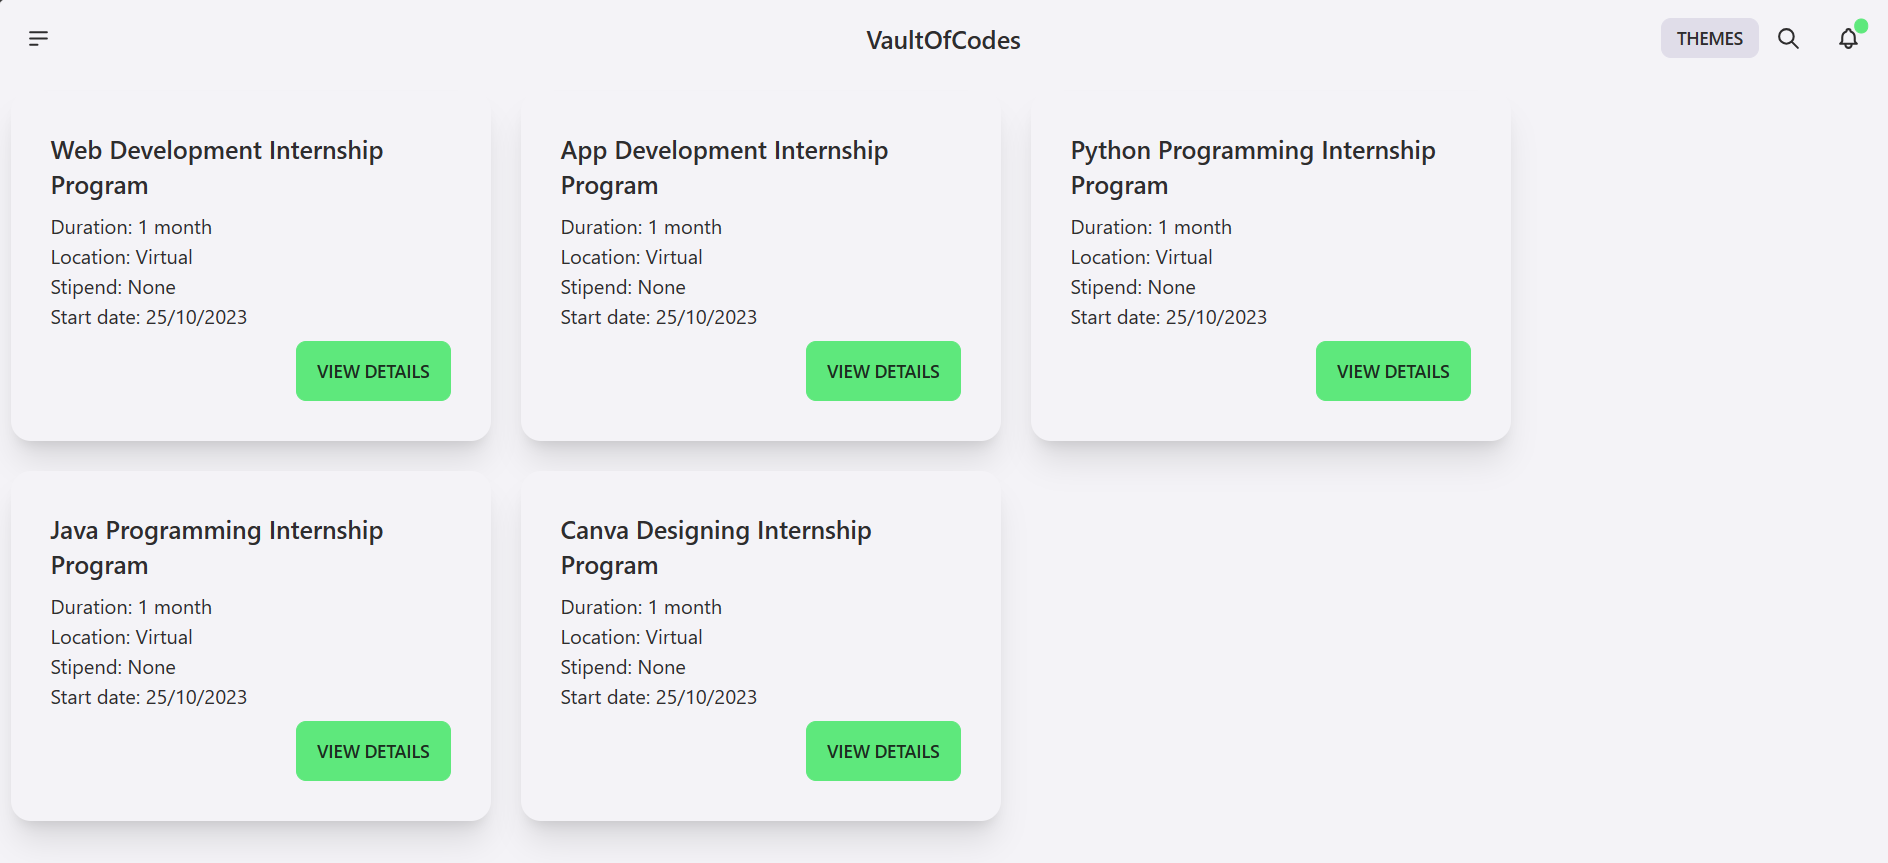 VaultOfCodes
THEMES
Web Development Internship
Program
Duration: 1 month
Location: Virtual
Stipend: None
Start date: 25/10/2023
VIEW DETAILS
App Development Internship
Program
Duration: 1 month
Location: Virtual
Stipend: None
Start date: 25/10/2023
VIEW DETAILS
Python Programming Internship
Program
Duration: 1 month
Location: Virtual
Stipend: None
Start date: 25/10/2023
VIEW DETAILS
Java Programming Internship
Program
Duration: 1 month
Location: Virtual
Stipend: None
Start date: 25/10/2023
VIEW DETAILS
Canva Designing Internship
Program
Duration: 1 month
Location: Virtual
Stipend: None
Start date: 25/10/2023
VIEW DETAILS